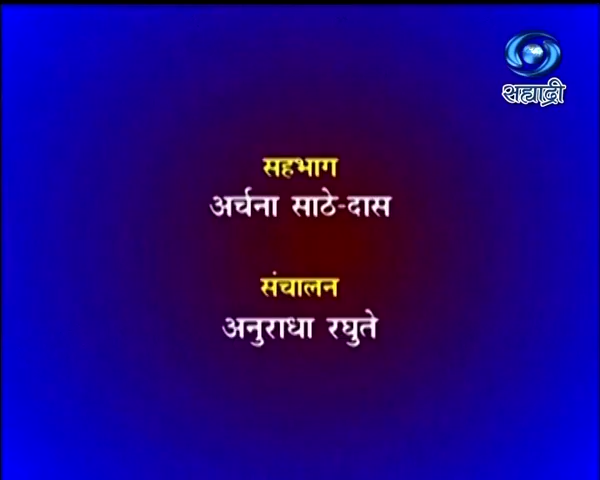 सह्याद्री
सहभाग
अर्चना साठे-दास
संचालन
अनुराधा रघुते